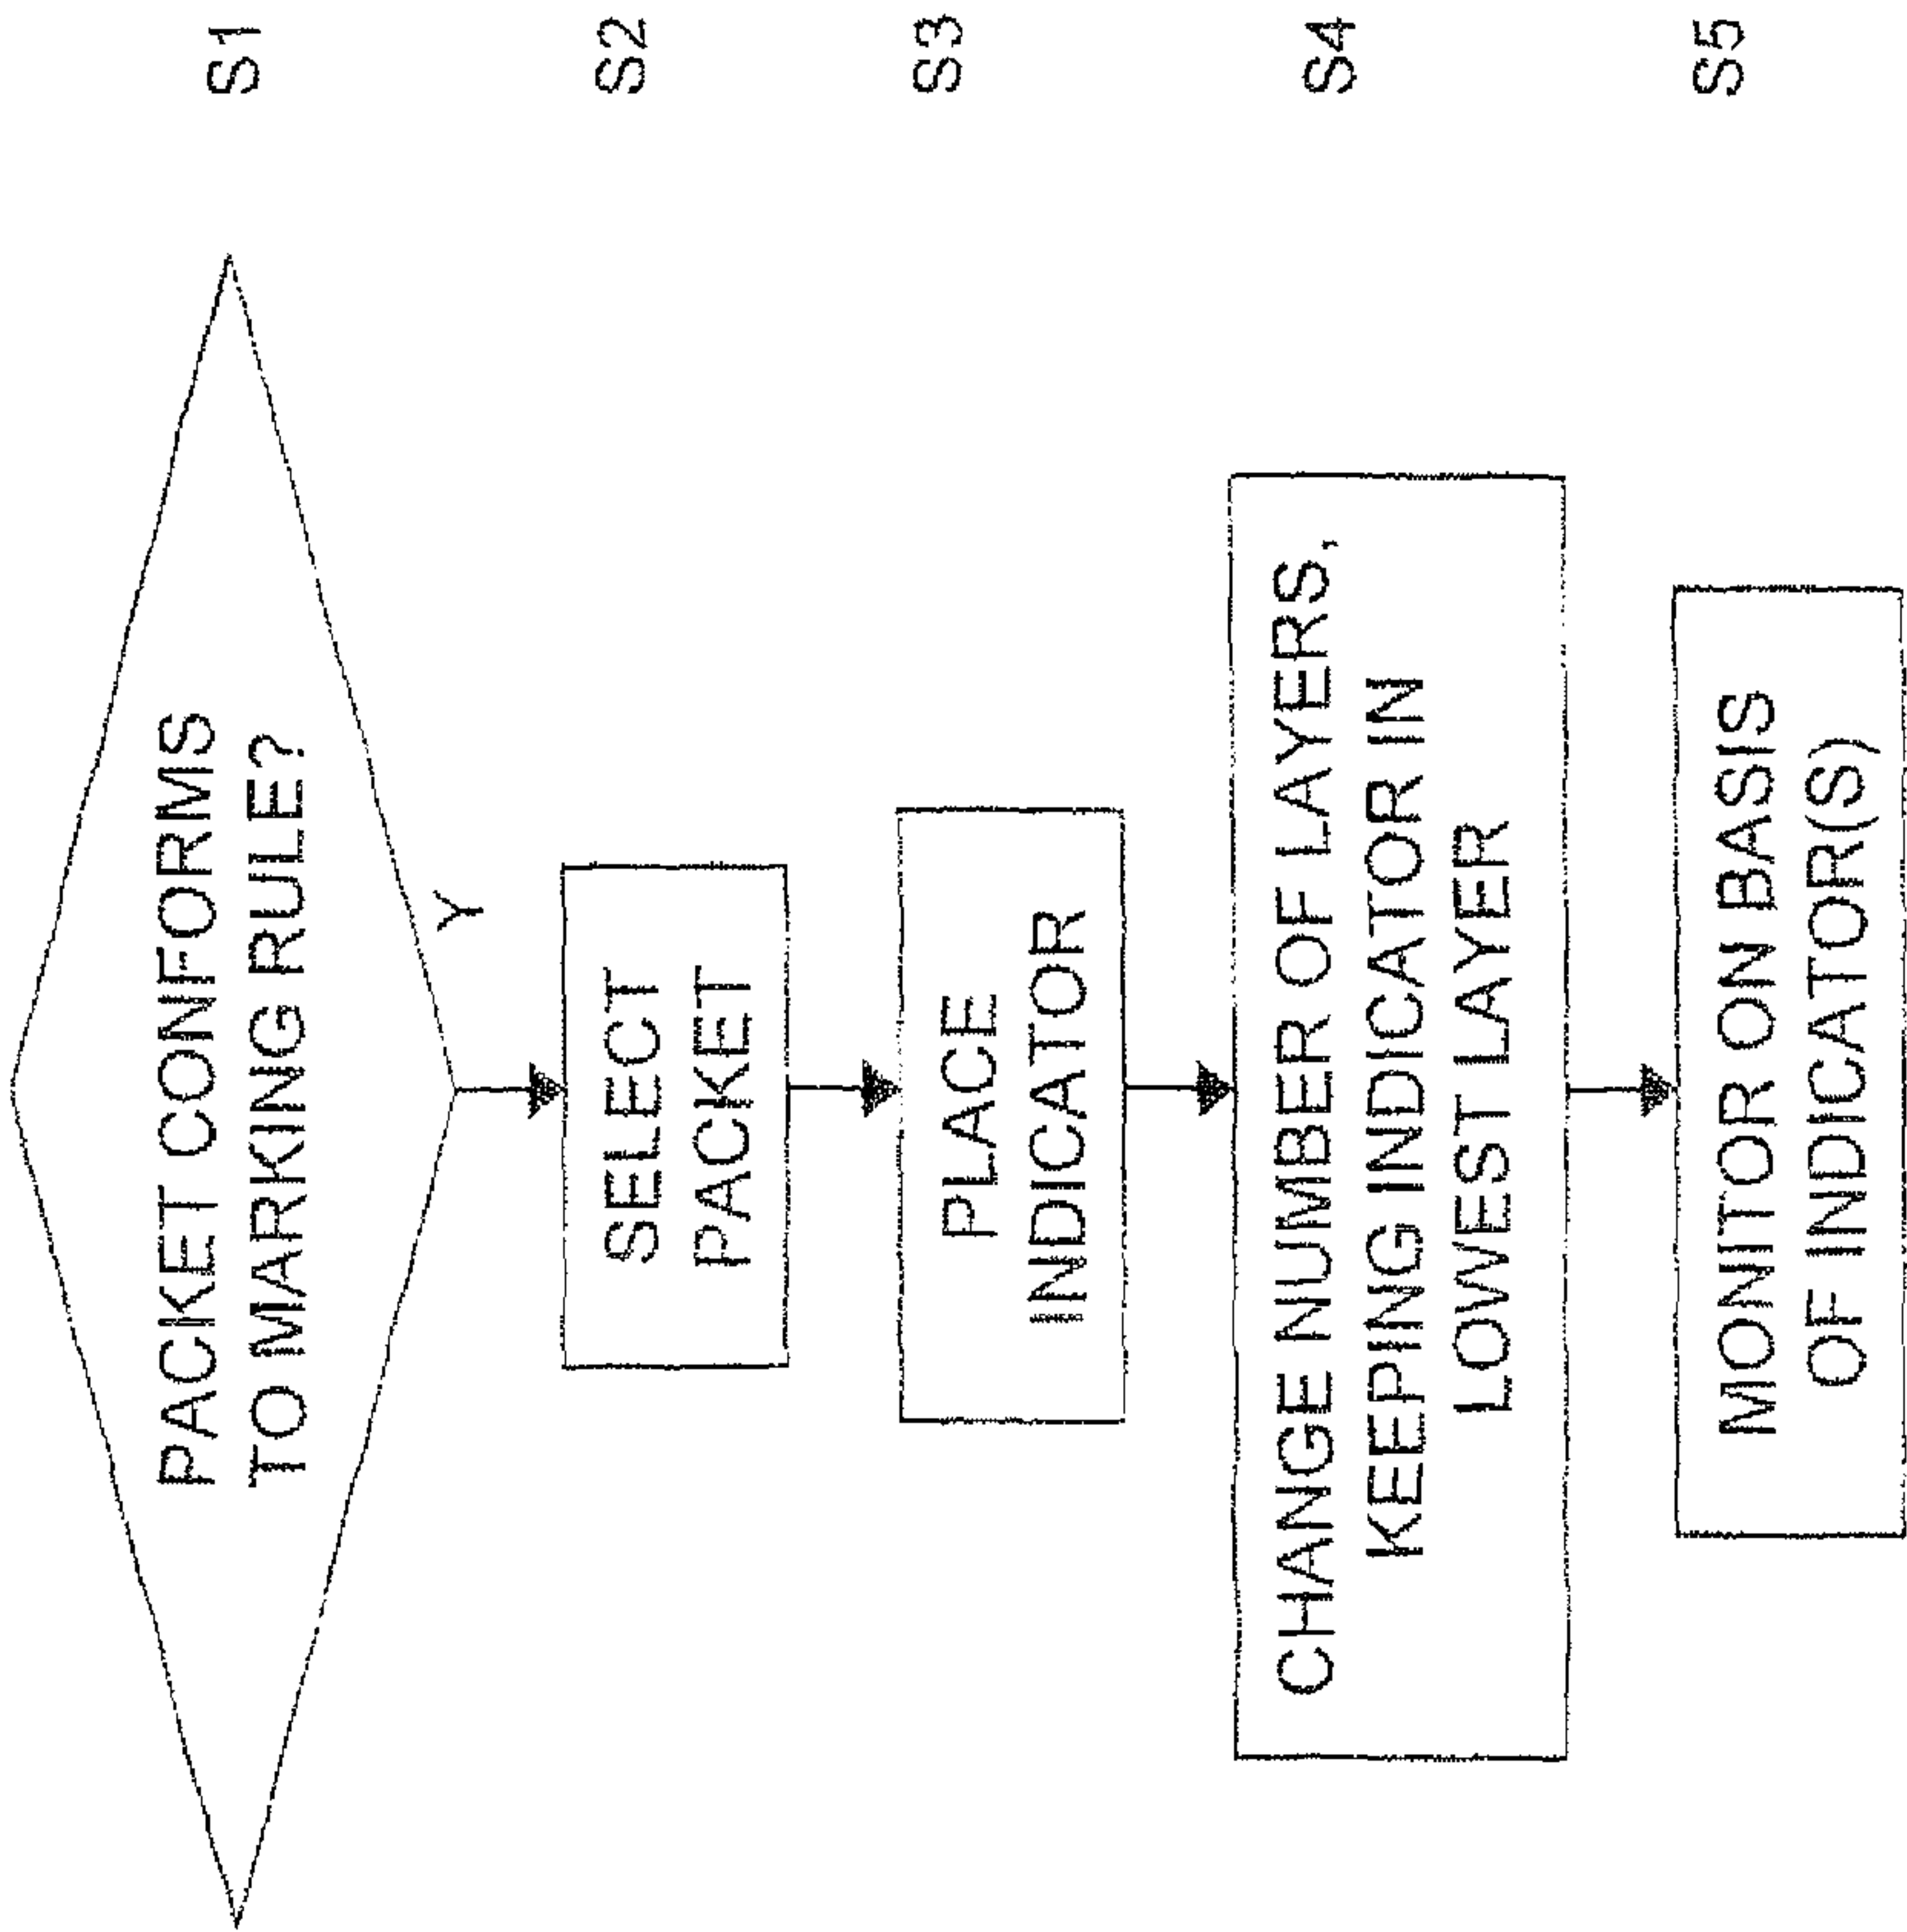 PACKET CONFORMS
TO MARKING RULE?
S1
Y
SELECT
PACKET
S2
PLACE
INDICATOR
S3
CHANGE NUMBER OF LAYERS,
KEEPING INDICATOR IN
LOWEST LAYER
S4
MONITOR ON BASIS
OF INDICATOR(S)
S5